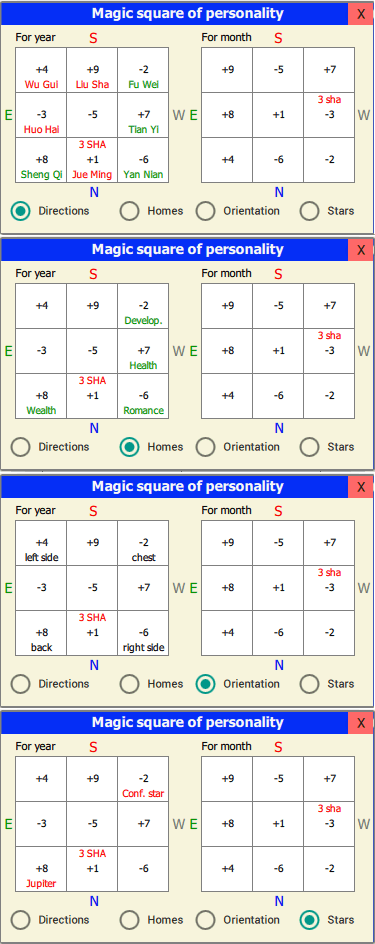 Magic square of personality X
For year S For month S
+4 +9 -2 +9 -5 +7
Wu Gui Liu Sha Fu Wei
3 sha
E -3 -5 +7 W E +8 +1 -3 W
Huo Hai Tian Yi
3 SHA
+8 +1 -6 +4 -6 -2
Sheng Qi Jue Ming Yan Nian
N N
Directions Homes Orientation Stars
Magic square of personality X
For year S For month S
+4 +9 -2 +9 -5 +7
Develop.
3 sha
E -3 -5 +7 W E +8 +1 -3 W
Health
3 SHA
+8 +1 -6 +4 -6 -2
Wealth Romance
N N
Directions Homes Orientation Stars
Magic square of personality X
For year S For month S
+4 +9 -2 +9 -5 +7
left side chest
3 sha
E -3 -5 +7 W E +8 +1 -3 W
3 SHA
+8 +1 -6 +4 -6 -2
back right side
N N
Directions Homes Orientation Stars
Magic square of personality X
For year S For month S
+4 +9 -2 +9 -5 +7
Conf. star
3 sha
E -3 -5 +7 W E +8 +1 -3 W
3 SHA
+8 +1 -6 +4 -6 -2
Jupiter
N N
Directions Homes Orientation Stars